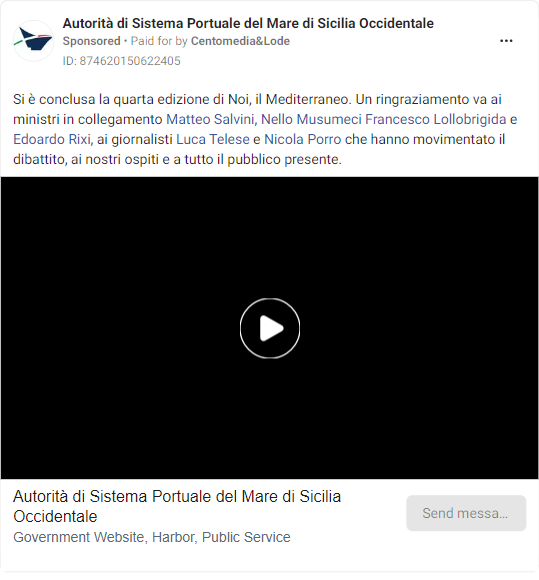 Autorità di Sistema Portuale del Mare di Sicilia Occidentale
Sponsored • Paid for by Centomedia&Lode
ID: 874620150622405
Si è conclusa la quarta edizione di Noi, il Mediterraneo. Un ringraziamento va ai
ministri in collegamento Matteo Salvini, Nello Musumeci Francesco Lollobrigida e
Edoardo Rixi, ai giornalisti Luca Telese e Nicola Porro che hanno movimentato il
dibattito, ai nostri ospiti e a tutto il pubblico presente.
Autorità di Sistema Portuale del Mare di Sicilia
Occidentale
Government Website, Harbor, Public Service
Send messa...